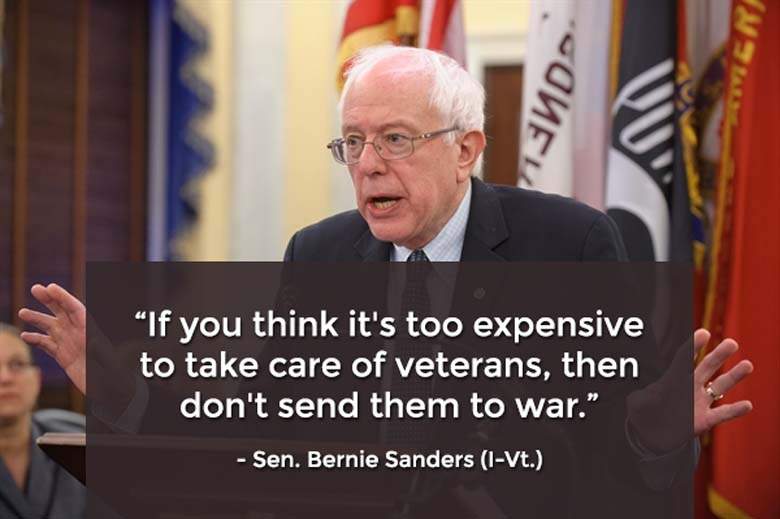 “If you think it's too expensive
to take care of veterans, then
don't send them to war.”
- Sen. Bernie Sanders (I-Vt.)